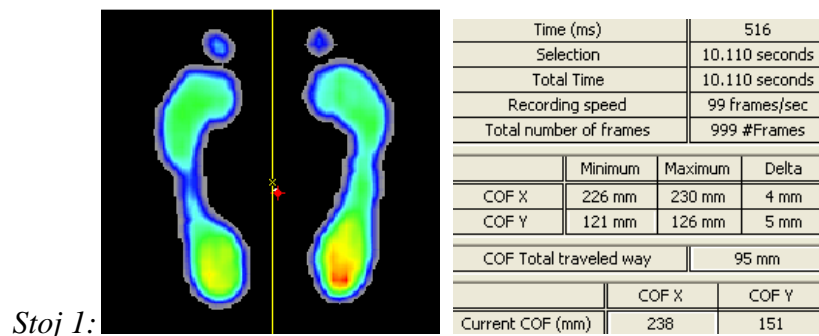 Time (ms) 516
Selection 10.110 seconds
Total Time 10.110 seconds
Recording speed 99 frames/sec
Total number of frames 999 #Frames
Minimum Maximum Delta
COF X 226 mm 230 mm 4 mm
COF Y 121 mm 126 mm 5 mm
COF Total traveled way 95 mm
COF X COF Y
Current COF (mm) 238 151
Stoj 1: